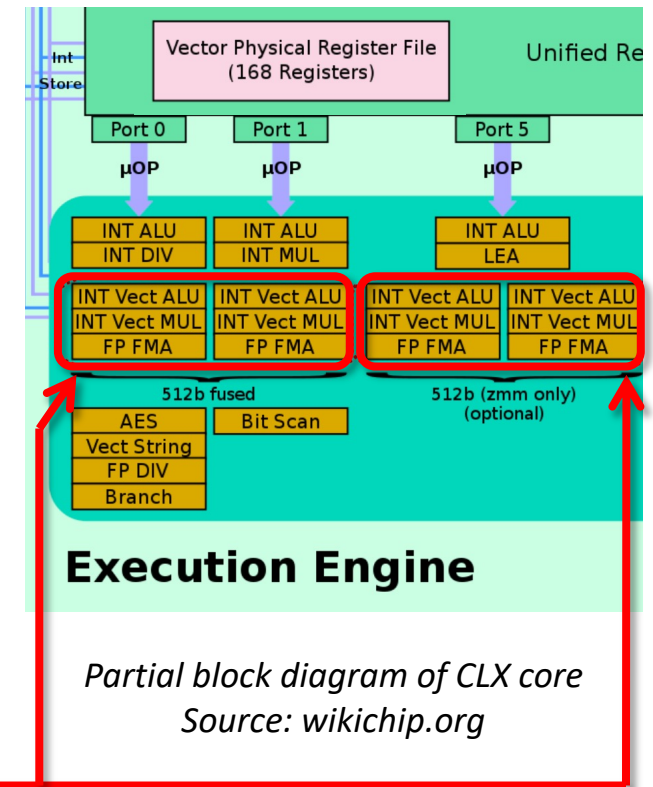 Int
Store
Vector Physical Register File
(168 Registers)
Unified Re
Port 0
Port 1
Port 5
µOP
µOP
µOP
INT ALU
INT DIV
INT ALU
INT MUL
INT ALU
LEA
INT Vect ALU
INT Vect MUL
FP FMA
INT Vect ALU
INT Vect MUL
FP FMA
INT Vect ALU
INT Vect MUL
FP FMA
INT Vect ALU
INT Vect MUL
FP FMA
512b fused
512b (zmm only)
(optional)
AES
Vect String
FP DIV
Branch
Bit Scan
Execution Engine
Partial block diagram of CLX core
Source: wikichip.org